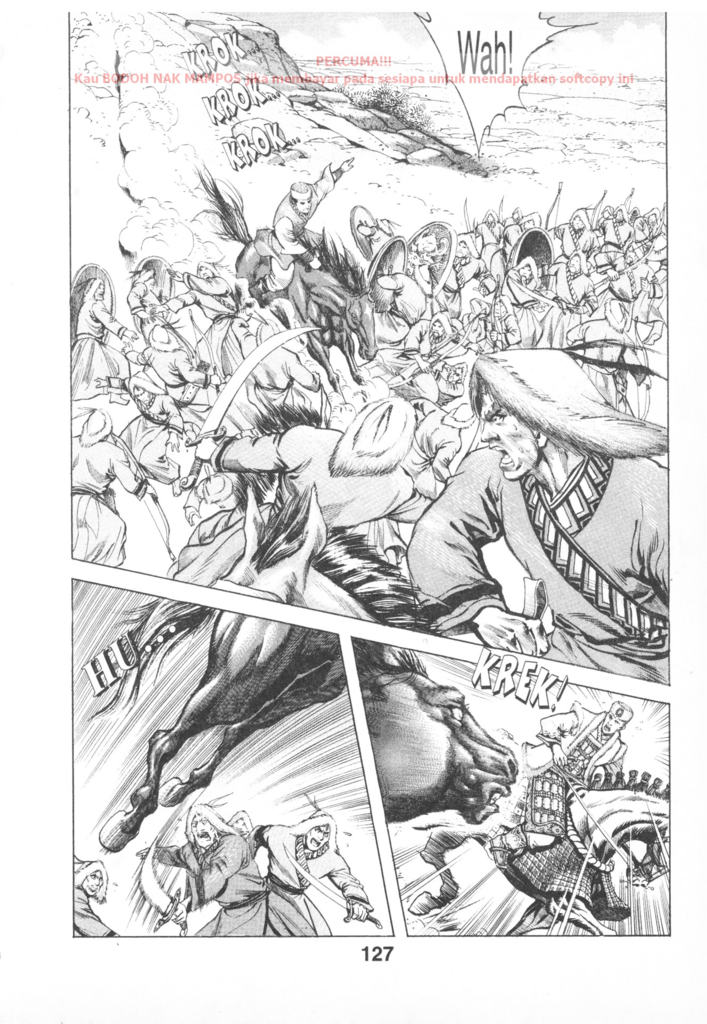 KROK...
KROK...
KROK...
Wah!
PERCUMA!!!
Kau BODOH NAK MAMPOS jika membayar pada sesiapa untuk mendapatkan softcopy ini
HIU....
KREK!
127